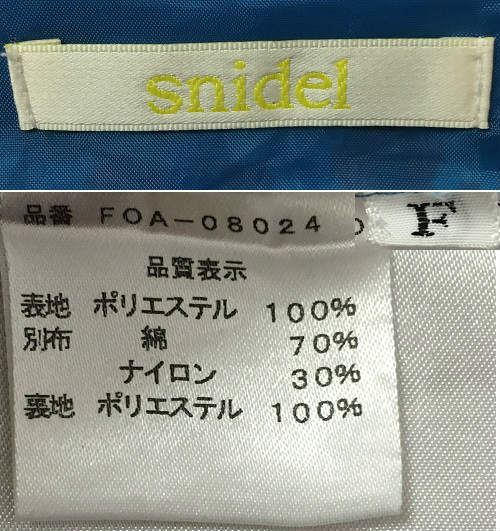 snidel
品番 FOA-08024
F
品質表示
表地 ポリエステル 100%
別布 綿 70%
ナイロン 30%
裏地 ポリエステル 100%